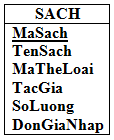 SACH
MaSach
TenSach
MaTheLoai
TacGia
SoLuong
DonGiaNhap